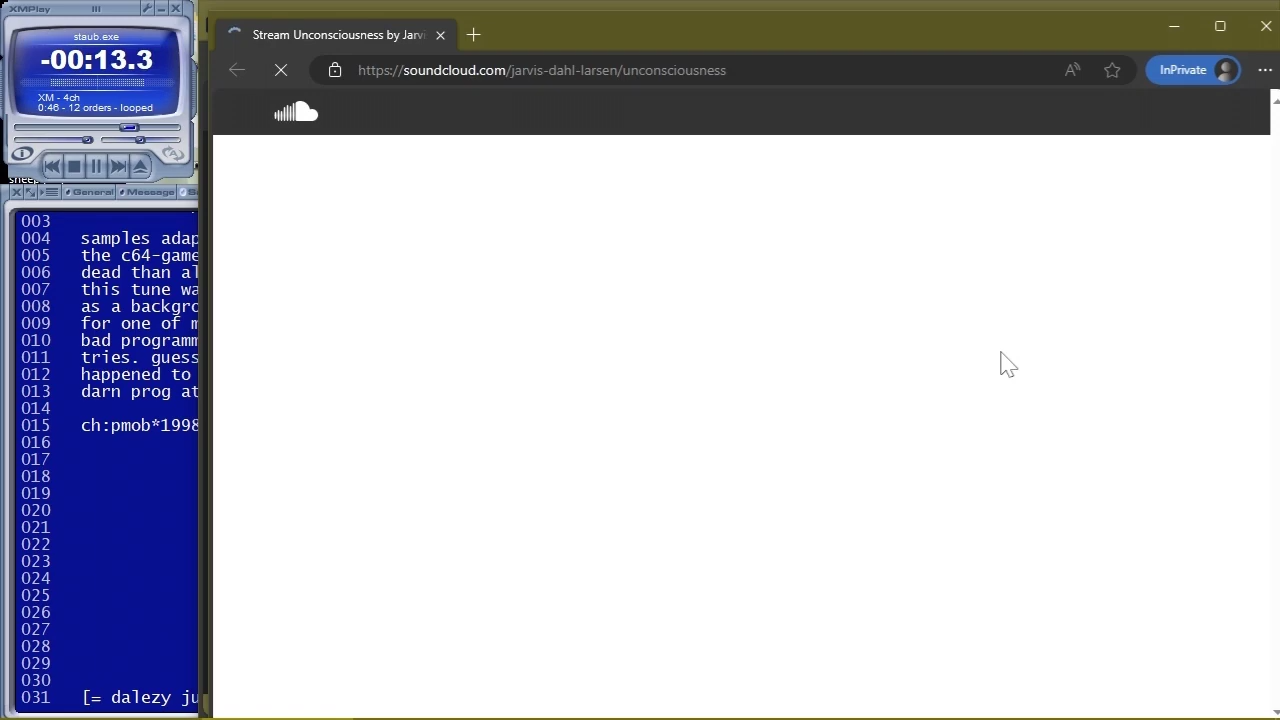 XMPlay
staub.exe
-00:13.3
XM - 4ch
0:46 - 12 orders - looped
General
Message
003
004 samples adap
005 the c64-game
006 dead than al
007 this tune wa
008 as a backgro
009 for one of m
010 bad programm
011 tries. guess
012 happened to
013 darn prog at
014
015 ch:pmob*1998
016
017
018
019
020
021
022
023
024
025
026
027
028
029
030
031 [= dalezy ju
Stream Unconsciousness by Jarvi
https://soundcloud.com/jarvis-dahl-larsen/unconsciousness
InPrivate